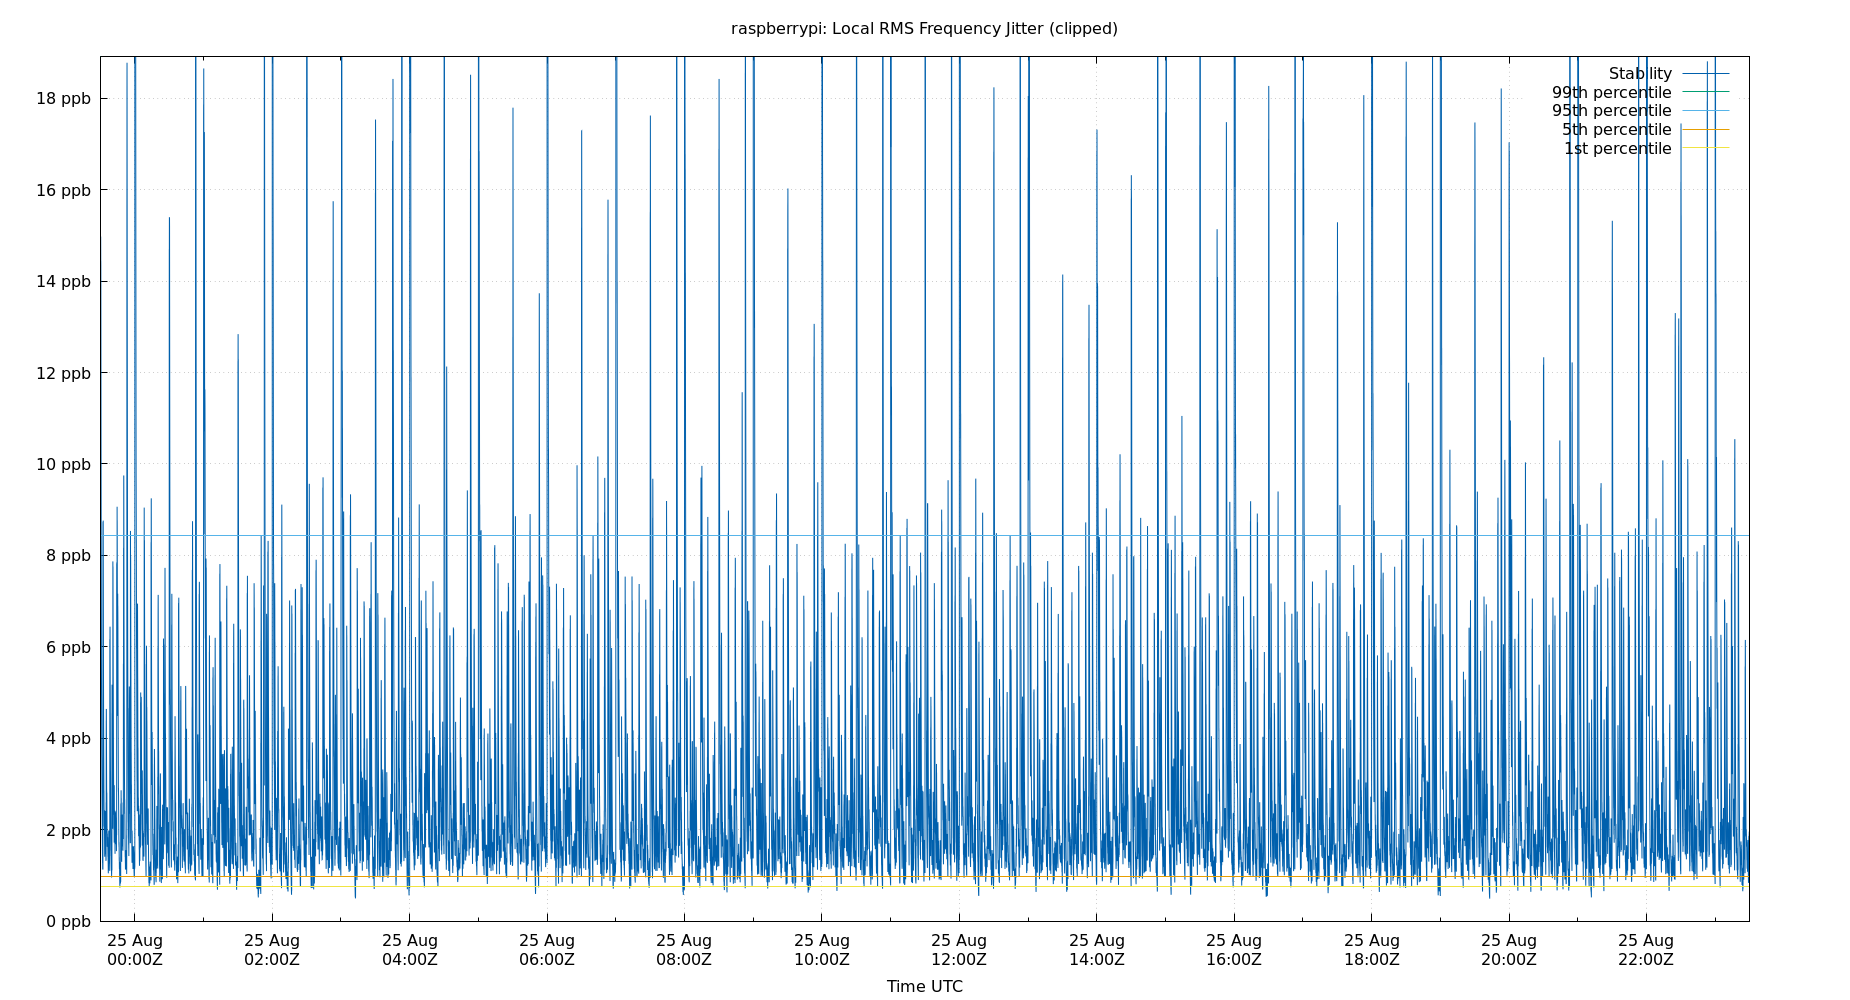 raspberrypi: Local RMS Frequency Jitter (clipped)
Stability
99th percentile
95th percentile
5th percentile
1st percentile
18 ppb
16 ppb
14 ppb
12 ppb
10 ppb
8 ppb
6 ppb
4 ppb
2 ppb
0 ppb
25 Aug 25 Aug 25 Aug 25 Aug 25 Aug 25 Aug 25 Aug 25 Aug 25 Aug 25 Aug 25 Aug 25 Aug
00:00Z 02:00Z 04:00Z 06:00Z 08:00Z 10:00Z 12:00Z 14:00Z 16:00Z 18:00Z 20:00Z 22:00Z
Time UTC